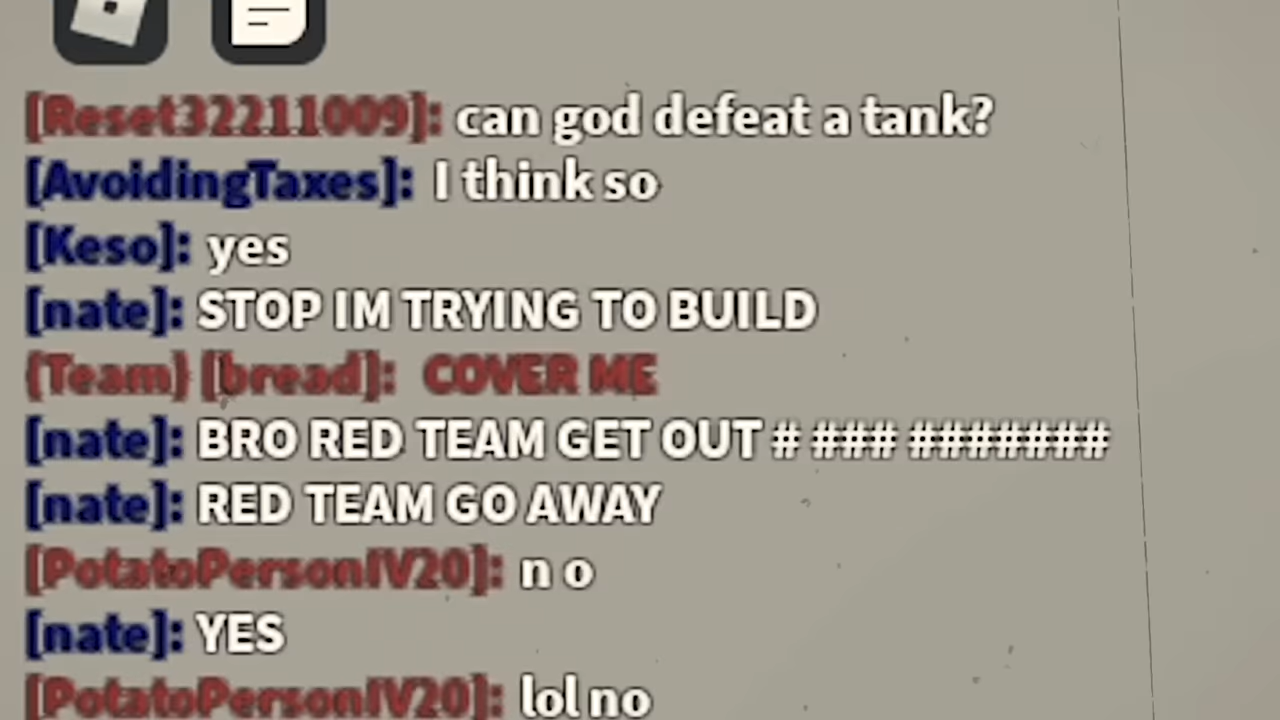 [Reset32211009]: can god defeat a tank?
[AvoidingTaxes]: I think so
[Keso]: yes
[nate]: STOP IM TRYING TO BUILD
{Team} [bread]: COVER ME
[nate]: BRO RED TEAM GET OUT # ### #######
[nate]: RED TEAM GO AWAY
[PotatoPersonIV20]: n o
[nate]: YES
[PotatoPersonIV20]: lol no